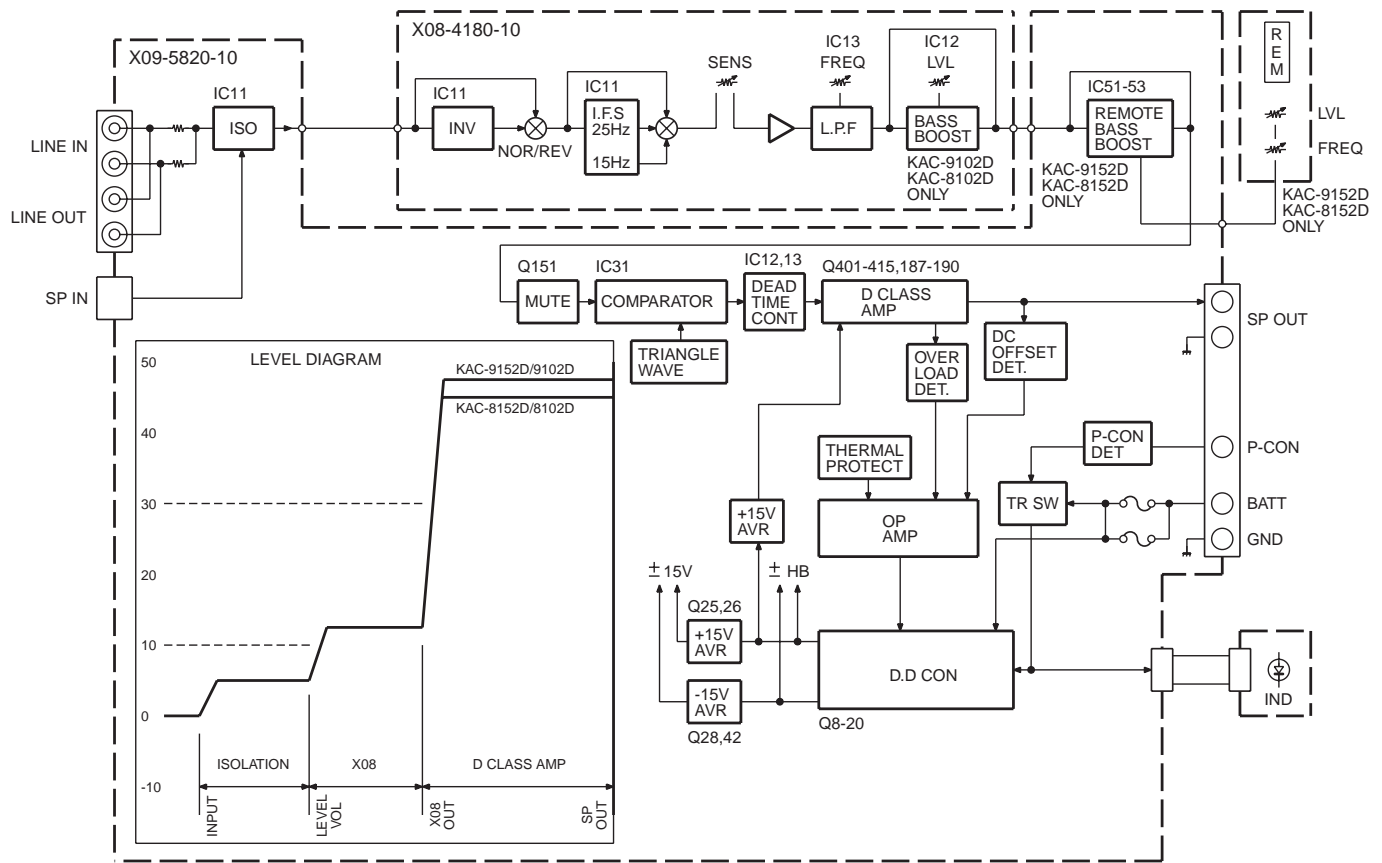 X09-5820-10
X08-4180-10
LINE IN
LINE OUT
SP IN
IC11
ISO
IC11
INV
NOR/REV
IC11
I.F.S
25Hz
15Hz
SENS
IC13
FREQ
L.P.F
IC12
LVL
BASS
BOOST
KAC-9102D
KAC-8102D
ONLY
IC51-53
REMOTE
BASS
BOOST
KAC-9152D
KAC-8152D
ONLY
R
E
M
LVL
FREQ
KAC-9152D
KAC-8152D
ONLY
Q151
MUTE
IC31
COMPARATOR
TRIANGLE
WAVE
IC12,13
DEAD
TIME
CONT
Q401-415,187-190
D CLASS
AMP
OVER
LOAD
DET.
DC
OFFSET
DET.
SP OUT
P-CON
DET
P-CON
TR SW
BATT
GND
THERMAL
PROTECT
OP
AMP
+15V
AVR
± 15V
± HB
Q25,26
+15V
AVR
-15V
AVR
Q28,42
D.D CON
Q8-20
IND
LEVEL DIAGRAM
50
40
30
20
10
0
-10
KAC-9152D/9102D
KAC-8152D/8102D
ISOLATION
X08
D CLASS AMP
INPUT
LEVEL
VOL
X08
OUT
SP
OUT